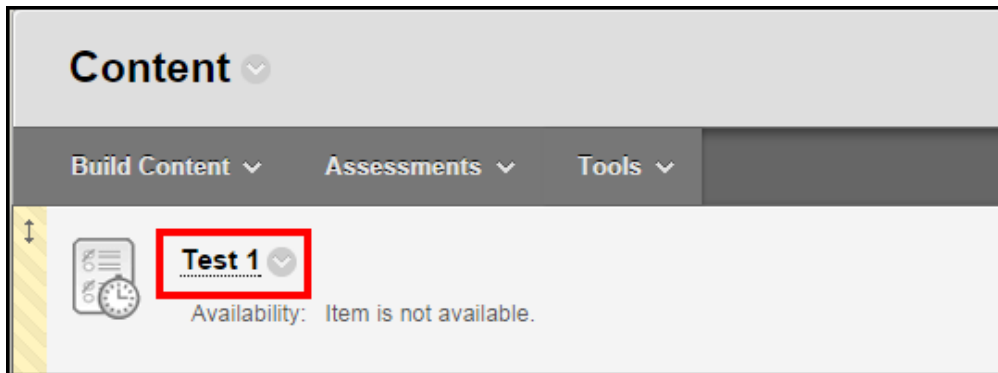 Content
Build Content Assessments Tools
Test 1
Availability: Item is not available.